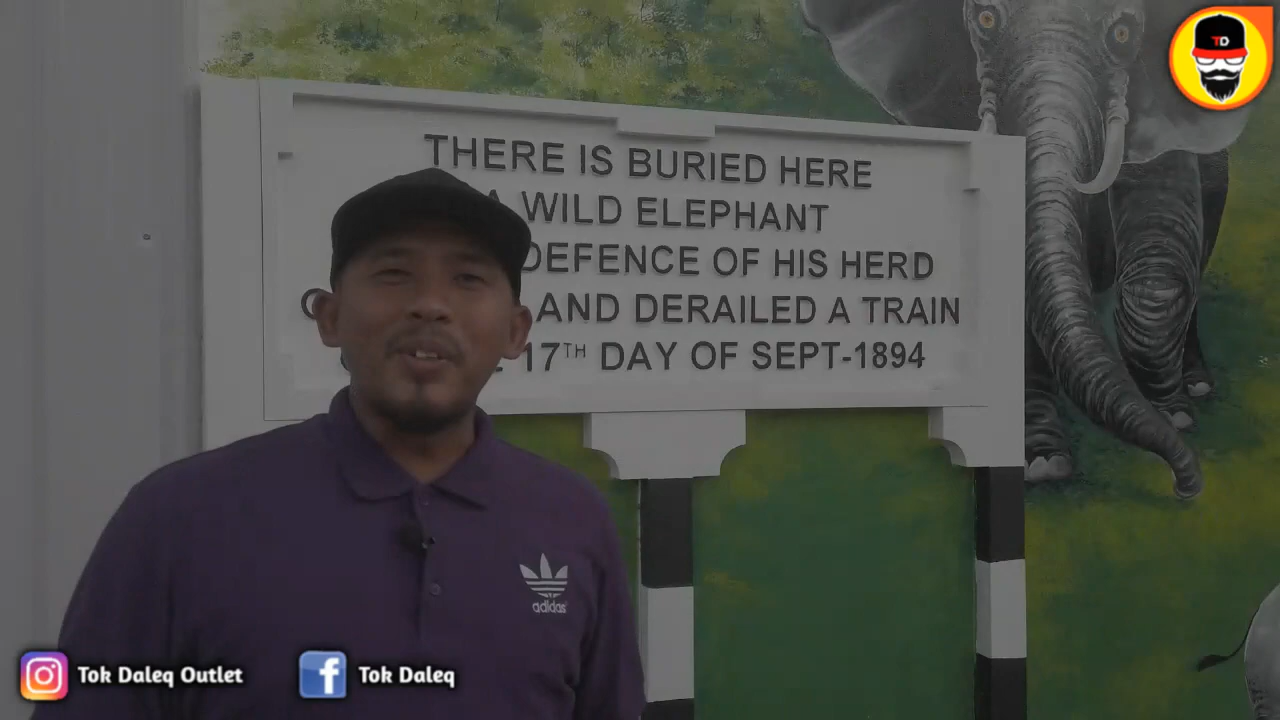 THERE IS BURIED HERE
A WILD ELEPHANT
DEFENCE OF HIS HERD
AND DERAILED A TRAIN
17TH DAY OF SEPT-1894
adidas
TD
Tok Daleq Outlet
Tok Daleq